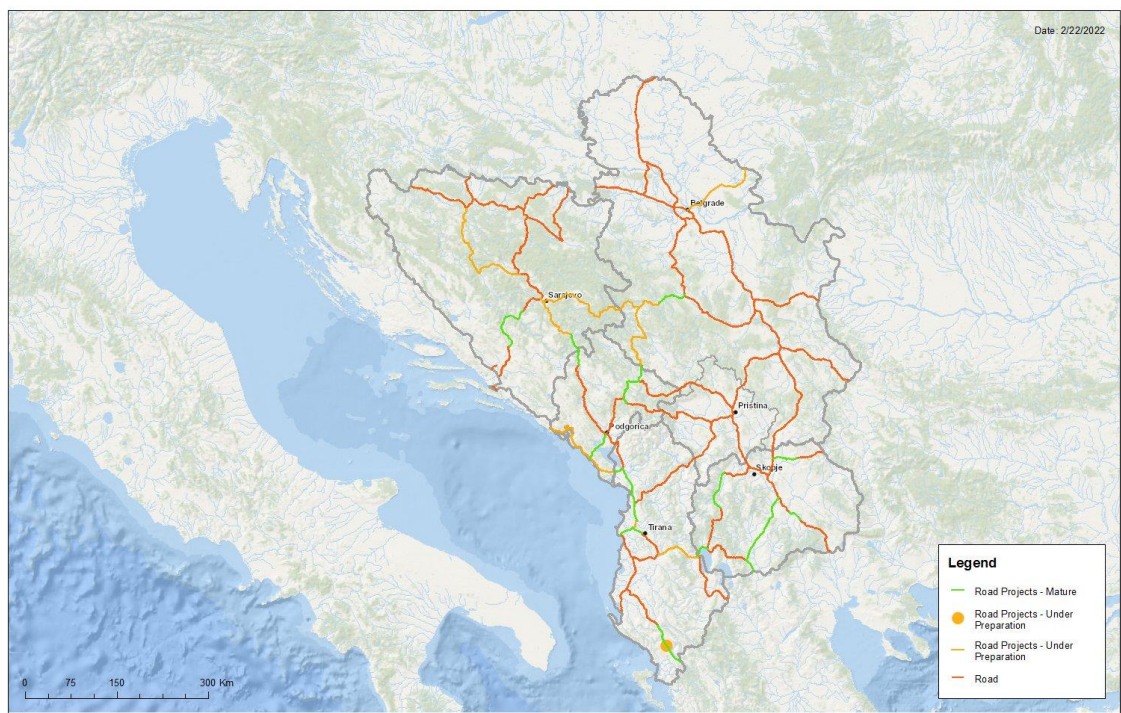 Date: 2/22/2022
Belgrade
Sarajevo
Pristina
Podgorica
Skopje
Tirana
Legend
Road Projects - Mature
Road Projects - Under
Preparation
Road Projects - Under
Preparation
Road
0 75 150 300 Km